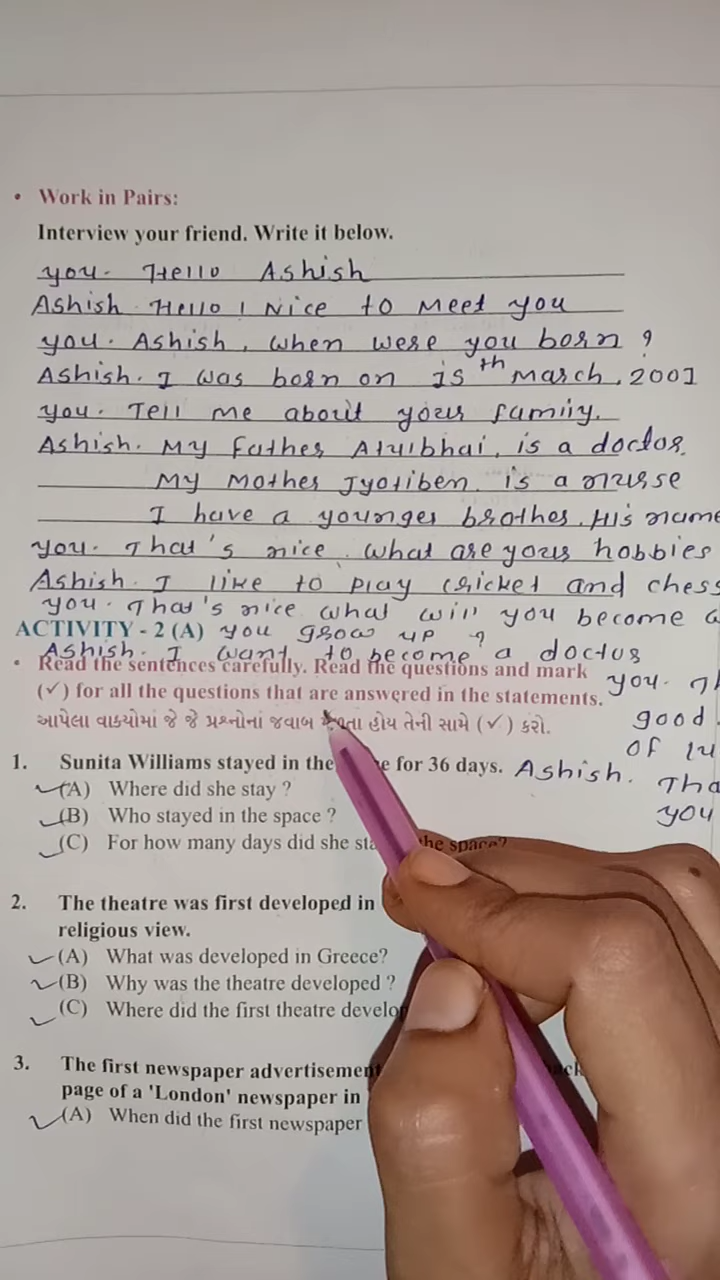 • Work in Pairs:
Interview your friend. Write it below.
you. Hello Ashish
Ashish. Hello! Nice to meet you
you. Ashish, when were you born?
Ashish. I was born on 15th March, 2001
you. Tell me about your family.
Ashish. My Father Atulbhai, is a doctor.
My Mother Jyotiben is a nurse
I have a younger brother. His name
you. That's nice. what are your hobbies
Ashish. I like to play cricket and chess
you. That's nice what will you become
ACTIVITY - 2 (A) you grow up ?
Ashish. I want to become a doctor
• Read the sentences carefully. Read the questions and mark
(✓) for all the questions that are answered in the statements.
you.
આપેલા વાક્યોમાં જે જે પ્રશ્નોનાં જવાબ હોય તેની સામે (✓) કરો.
good
of lu
1. Sunita Williams stayed in the for 36 days. Ashish. Tha
(A) Where did she stay ?
you
(B) Who stayed in the space ?
(C) For how many days did she the space?
2. The theatre was first developed in
religious view.
(A) What was developed in Greece?
(B) Why was the theatre developed ?
(C) Where did the first theatre
3. The first newspaper
page of a 'London' newspaper in
(A) When did the first newspaper